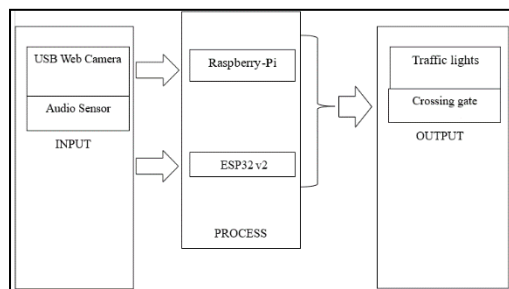 USB Web Camera
Audio Sensor
INPUT
Raspberry-Pi
ESP32 v2
PROCESS
Traffic lights
Crossing gate
OUTPUT